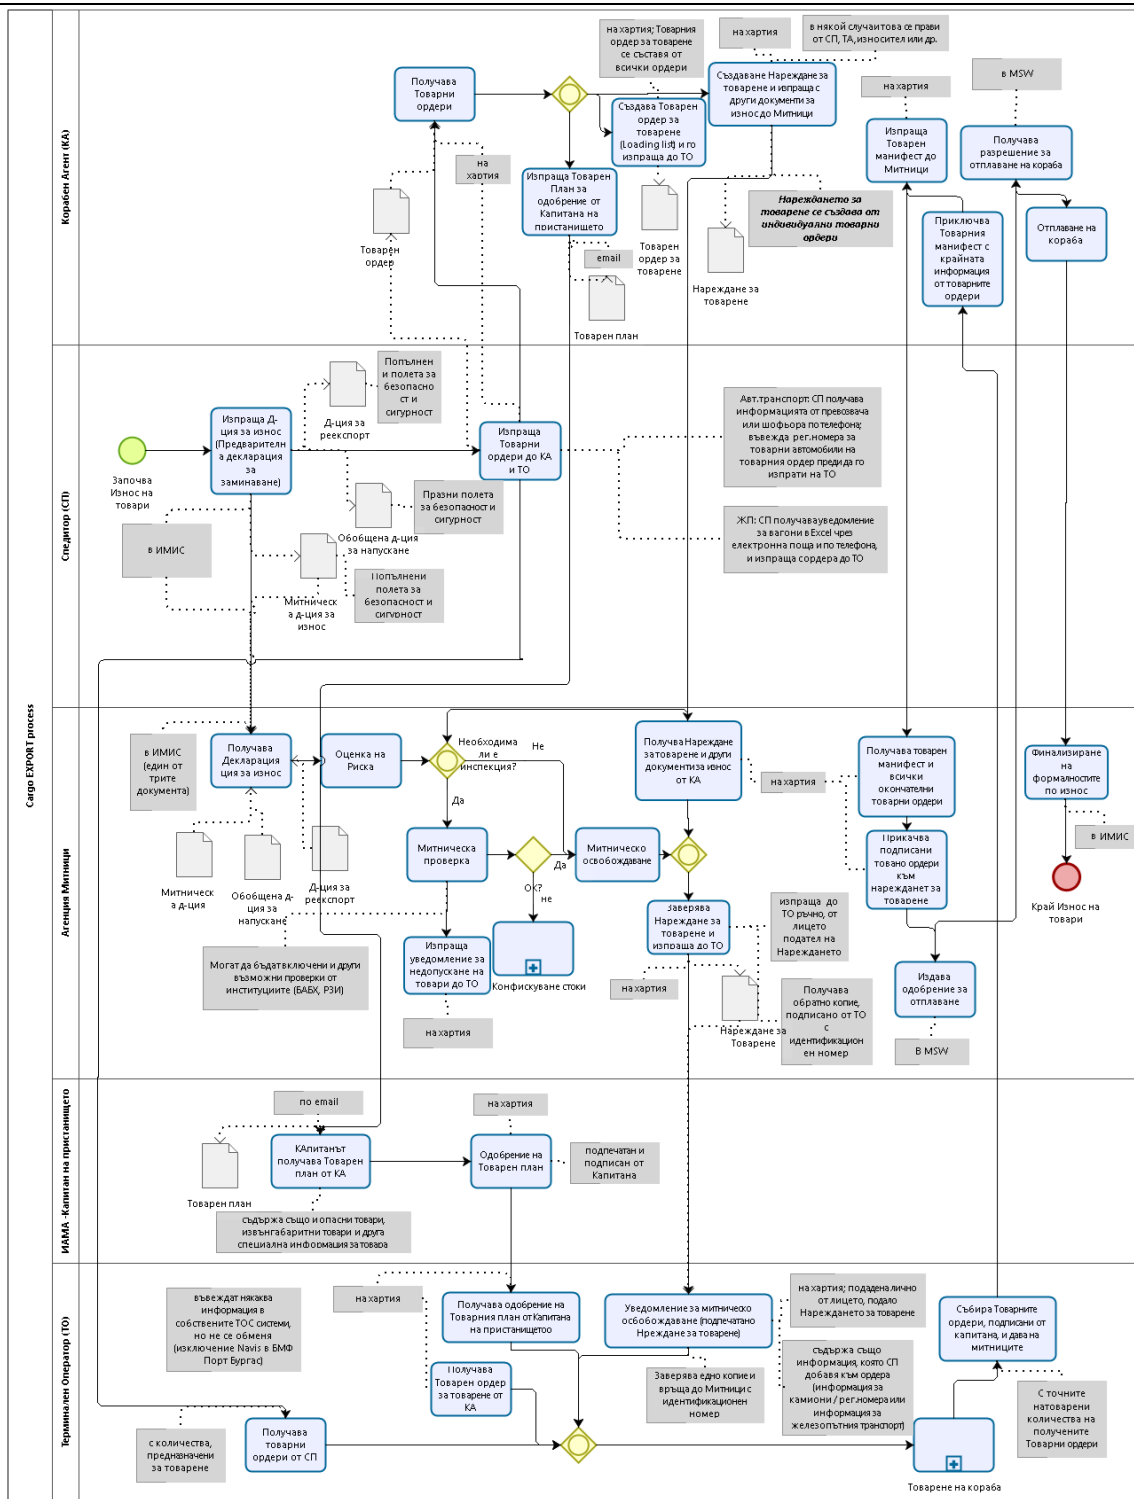 Cargo EXPORT process
Корабен Агент (КА)
Получава
Товарни
ордери
на хартия; Товарния
ордер за товарене
се съставя от
всички ордери
на хартия
в някой случаи това се прави
от СП, ТА, износител или др.
Създава Товарен
ордер за
товарене
(Loading list) и го
изпраща до ТО
Създаване Нареждане за
товарене и изпраща с
други документи за
износ до Митници
на хартия
в MSW
Изпраща
Товарен
манифест до
Митници
Получава
разрешение за
отплаване на кораба
на
хартия
Изпраща Товарен
План за
одобрение от
Капитана на
пристанището
Товарен
ордер
Товарен
ордер за
товарене
Нареждането за
товарене се създава от
индивидуални товарни
ордери
Нареждане за
товарене
Приключва
Товарния
манифест с
крайната
информация
от товарните
ордери
Отплаване на
кораба
email
Товарен план
Спедитор (СП)
Започва
Износ на
товари
Изпраща Д-
ция за износ
(Предварителн
а декларация
за
заминаване)
Д-ция за
реекспорт
Попълнен
и полета за
безопасно
ст и
сигурност
Изпраща
Товарни
ордери до КА
и ТО
Авт.транспорт: СП получава
информацията от превозвача
или шофьора по телефона;
въвежда рег.номера за
товарни автомобили на
товарния ордер предида го
изпрати на ТО
Обобщена д-ция
за напускане
Празни полета
за безопасност и
сигурност
ЖП: СП получава уведомление
за вагони в Excel чрез
електронна поща и по телефона,
и изпраща с ордера до ТО
в ИМИС
Митническ
а д-ция за
износ
Попълнени
полета за
безопасност и
сигурност
Агенция Митници
в ИМИС
(един от
трите
документа)
Получава
Декларация
ция за износ
Оценка на
Риска
Необходима
ли е
инспекция?
Не
Да
Получва Нареждане
за товарене и други
документи за износ
от КА
на хартия
Получава товарен
манифест и
всички
окончателни
товарни ордери
Финализиране
на
формалностите
по износ
в ИМИС
Митническ
а д-ция
Обобщена д-
ция за
напускане
Д-ция за
реекспорт
Митническа
проверка
ОК?
Да
не
Митническо
освобождаване
Прикачва
подписани
товано ордери
към
нареждането за
товарене
Край Износ на
товари
Могат да бъдат включени и други
възможни проверки от
институциите (БАБХ, РЗИ)
Изпраща
уведомление за
недопускане на
товари до ТО
Конфискуване стоки
на хартия
Заверява
Нареждане за
товарене и
изпраща до ТО
изпраща до
ТО ръчно, от
лицето
подател на
Нареждането
на хартия
Нареждане за
Товарене
Получава
обратно копие,
подписано от ТО
с
идентификацион
ен номер
Издава
одобрение за
отплаване
В MSW
ИАМА -Капитан на пристанището
по email
Товарен план
КАпитанът
получава Товарен
план от КА
съдържа също и опасни товари,
извънгабаритни товари и друга
специална информация за товара
на хартия
Одобрение на
Товарен план
подпечатан и
подписан от
Капитана
Терминален Оператор (ТО)
въвеждат някаква
информация в
собствените ТОС системи,
но не се обменя
(изключение Navis в БМФ
Порт Бургас)
на хартия
Получава одобрение на
Товарния план от Капитана
на пристанищетоо
Уведомление за митническо
освобождаване (подпечатано
Нреждане за товарене)
на хартия; подадена лично
от лицето, подало
Нареждането за товарене
Събира Товарните
ордери, подписани от
капитана, и дава на
митниците
Получава
Товарен ордер
за товарене от
КА
Заверява едно копие и
връща до Митници с
идентификационен
номер
съдържа също
информация, която СП
добавя към ордера
(информация за
камиони / рег.номера или
информация за
железопътния транспорт)
С точните
натоварени
количества на
получените
Товарни ордери
с количества,
предназначени
за товарене
Получава
товарни
ордери от СП
Товарене на кораба